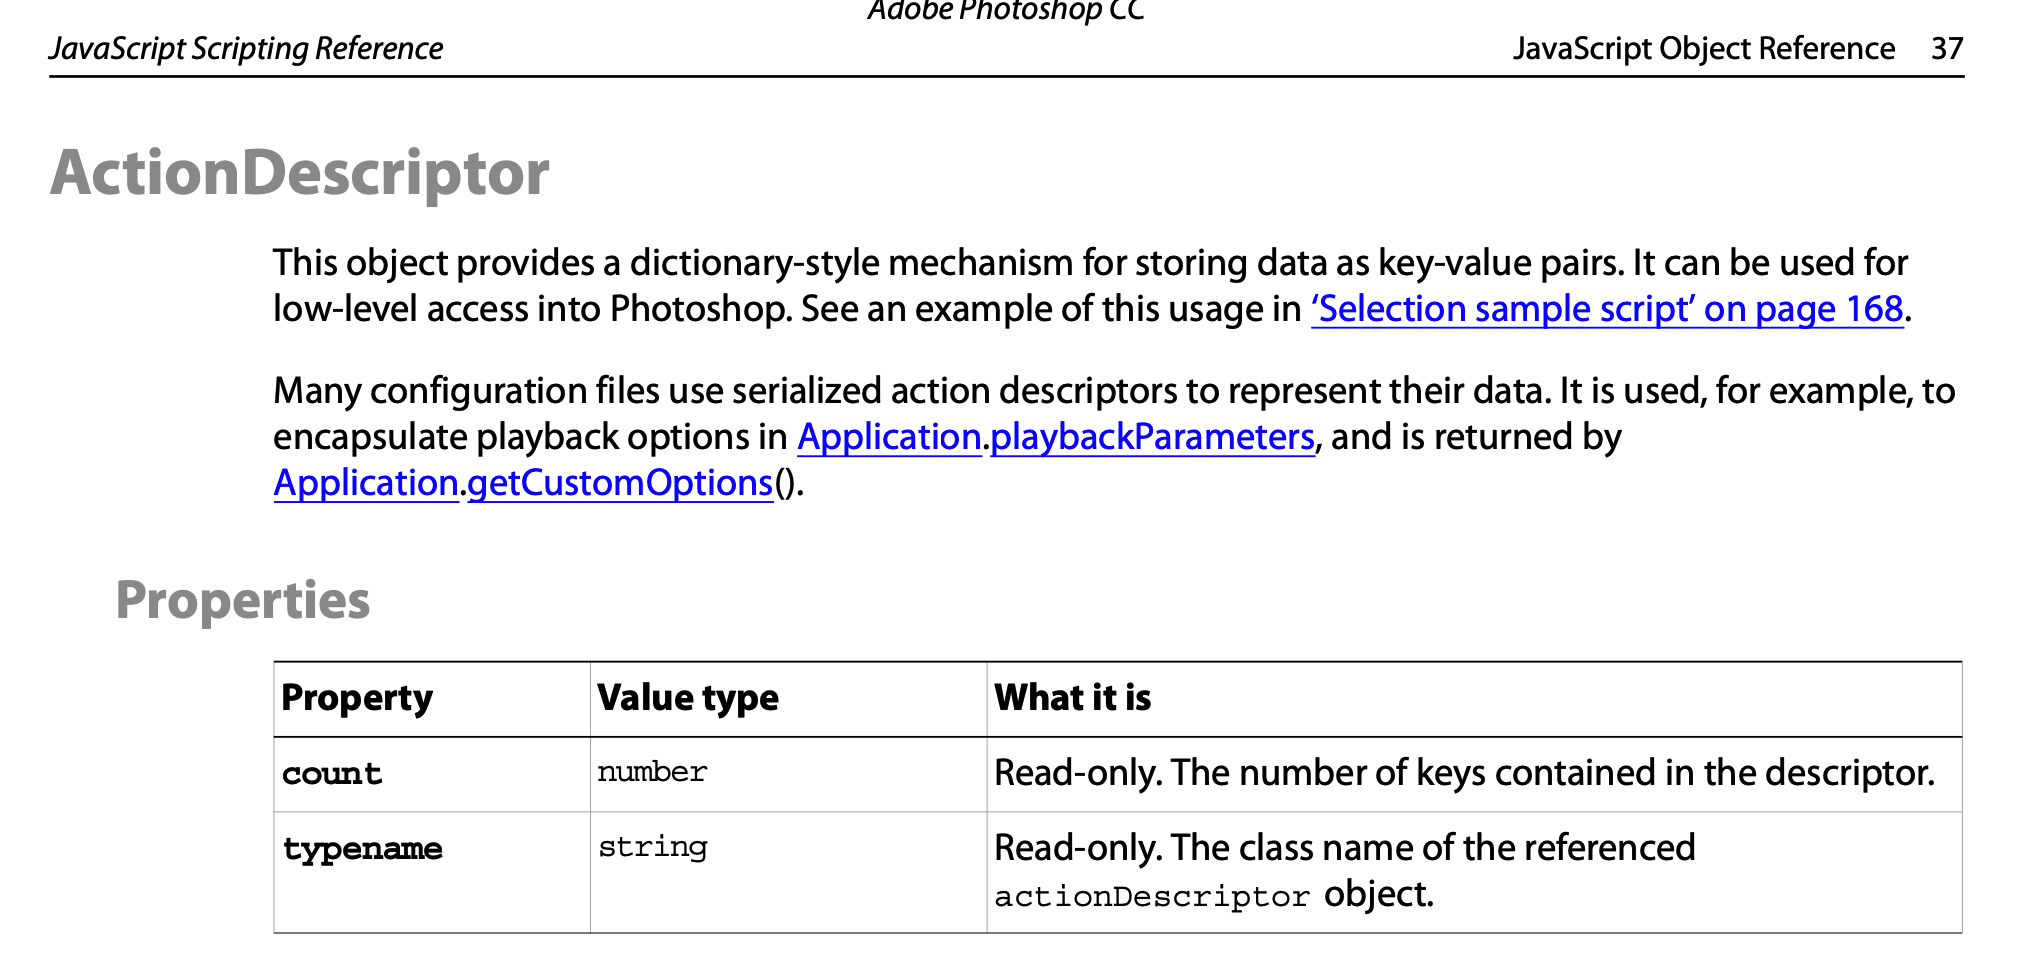 Adobe Photoshop CC
JavaScript Scripting Reference
JavaScript Object Reference 37
ActionDescriptor
This object provides a dictionary-style mechanism for storing data as key-value pairs. It can be used for
low-level access into Photoshop. See an example of this usage in ‘Selection sample script’ on page 168.
Many configuration files use serialized action descriptors to represent their data. It is used, for example, to
encapsulate playback options in Application.playbackParameters, and is returned by
Application.getCustomOptions().
Properties
Property Value type What it is
count number Read-only. The number of keys contained in the descriptor.
typename string Read-only. The class name of the referenced
actionDescriptor object.